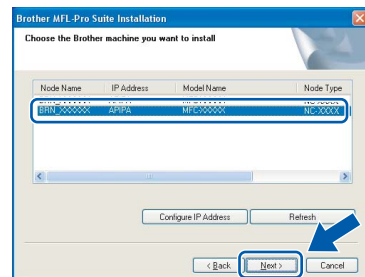 Brother MFL-Pro Suite Installation
Choose the Brother machine you want to install
Node Name IP Address Model Name Node Type
BRN_XXXXXX APIPA MFC-XXXXX NC-XXXX
Configure IP Address Refresh
< Back Next > Cancel